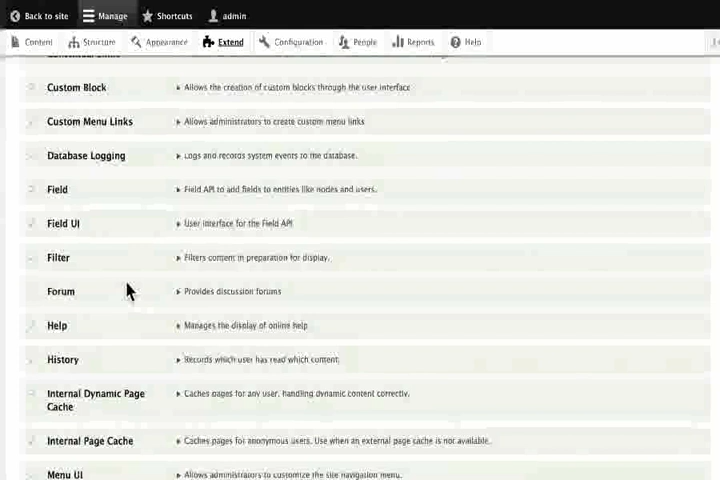 Back to site Manage Shortcuts admin
Content Structure Appearance Extend Configuration People Reports Help
Custom Block Allows the creation of custom blocks through the user interface
Custom Menu Links Allows administrators to create custom menu links
Database Logging Logs and records system events to the database.
Field Field API to add fields to entities like nodes and users.
Field UI User interface for the Field API
Filter Filters content in preparation for display.
Forum Provides discussion forums
Help Manages the display of online help
History Records which user has read which content.
Internal Dynamic Page Caches pages for any user, handling dynamic content correctly.
Cache
Internal Page Cache Caches pages for anonymous users. Use when an external page cache is not available.
Menu UI Allows administrators to customize the site navigation menu.